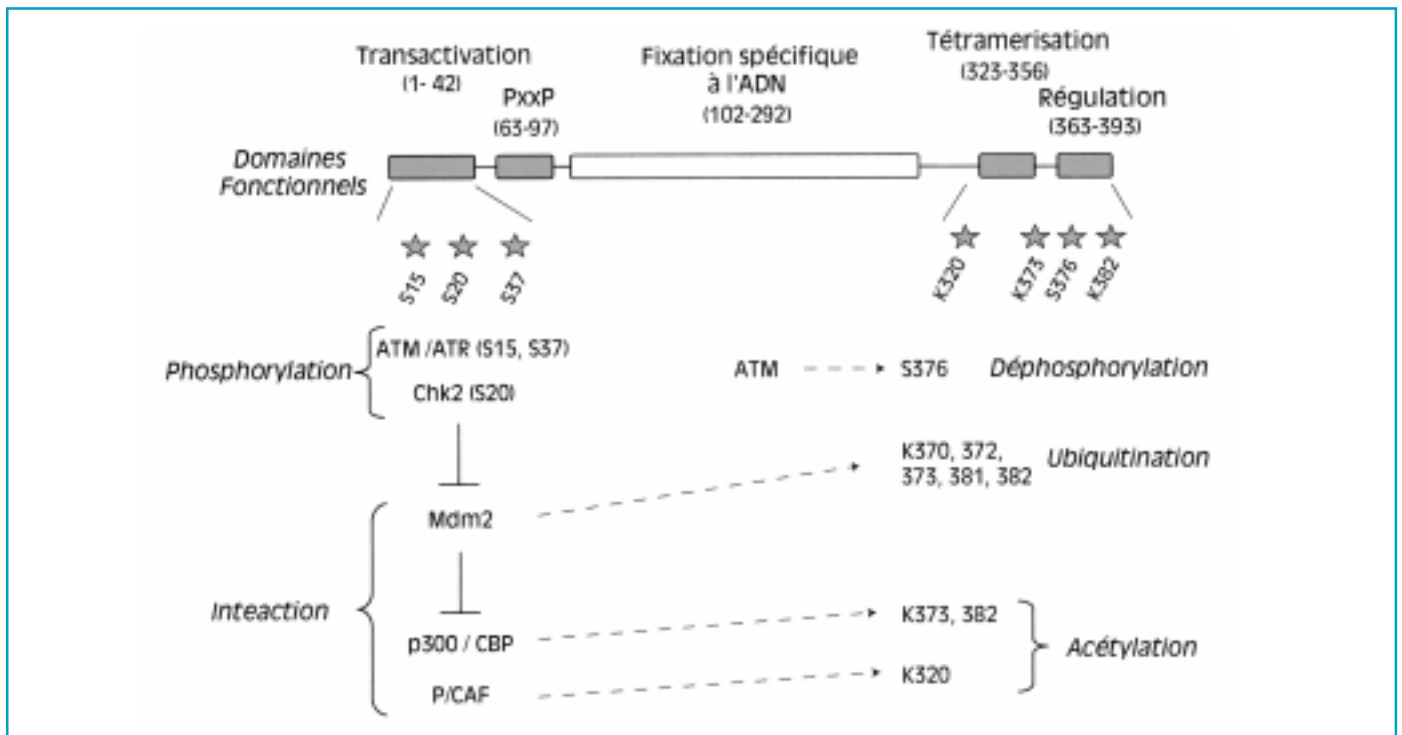 Transactivation
(1- 42)
PxxP
(63-97)
Fixation spécifique
à l'ADN
(102-292)
Tétramerisation
(323-356)
Régulation
(363-393)
Domaines
Fonctionnels
S15
S20
S37
K320
K373
S376
K382
Phosphorylation
ATM /ATR (S15, S37)
Chk2 (S20)
ATM
S376
Déphosphorylation
K370, 372,
373, 381, 382
Ubiquitination
Mdm2
Inteaction
p300 / CBP
P/CAF
K373, 382
K320
Acétylation